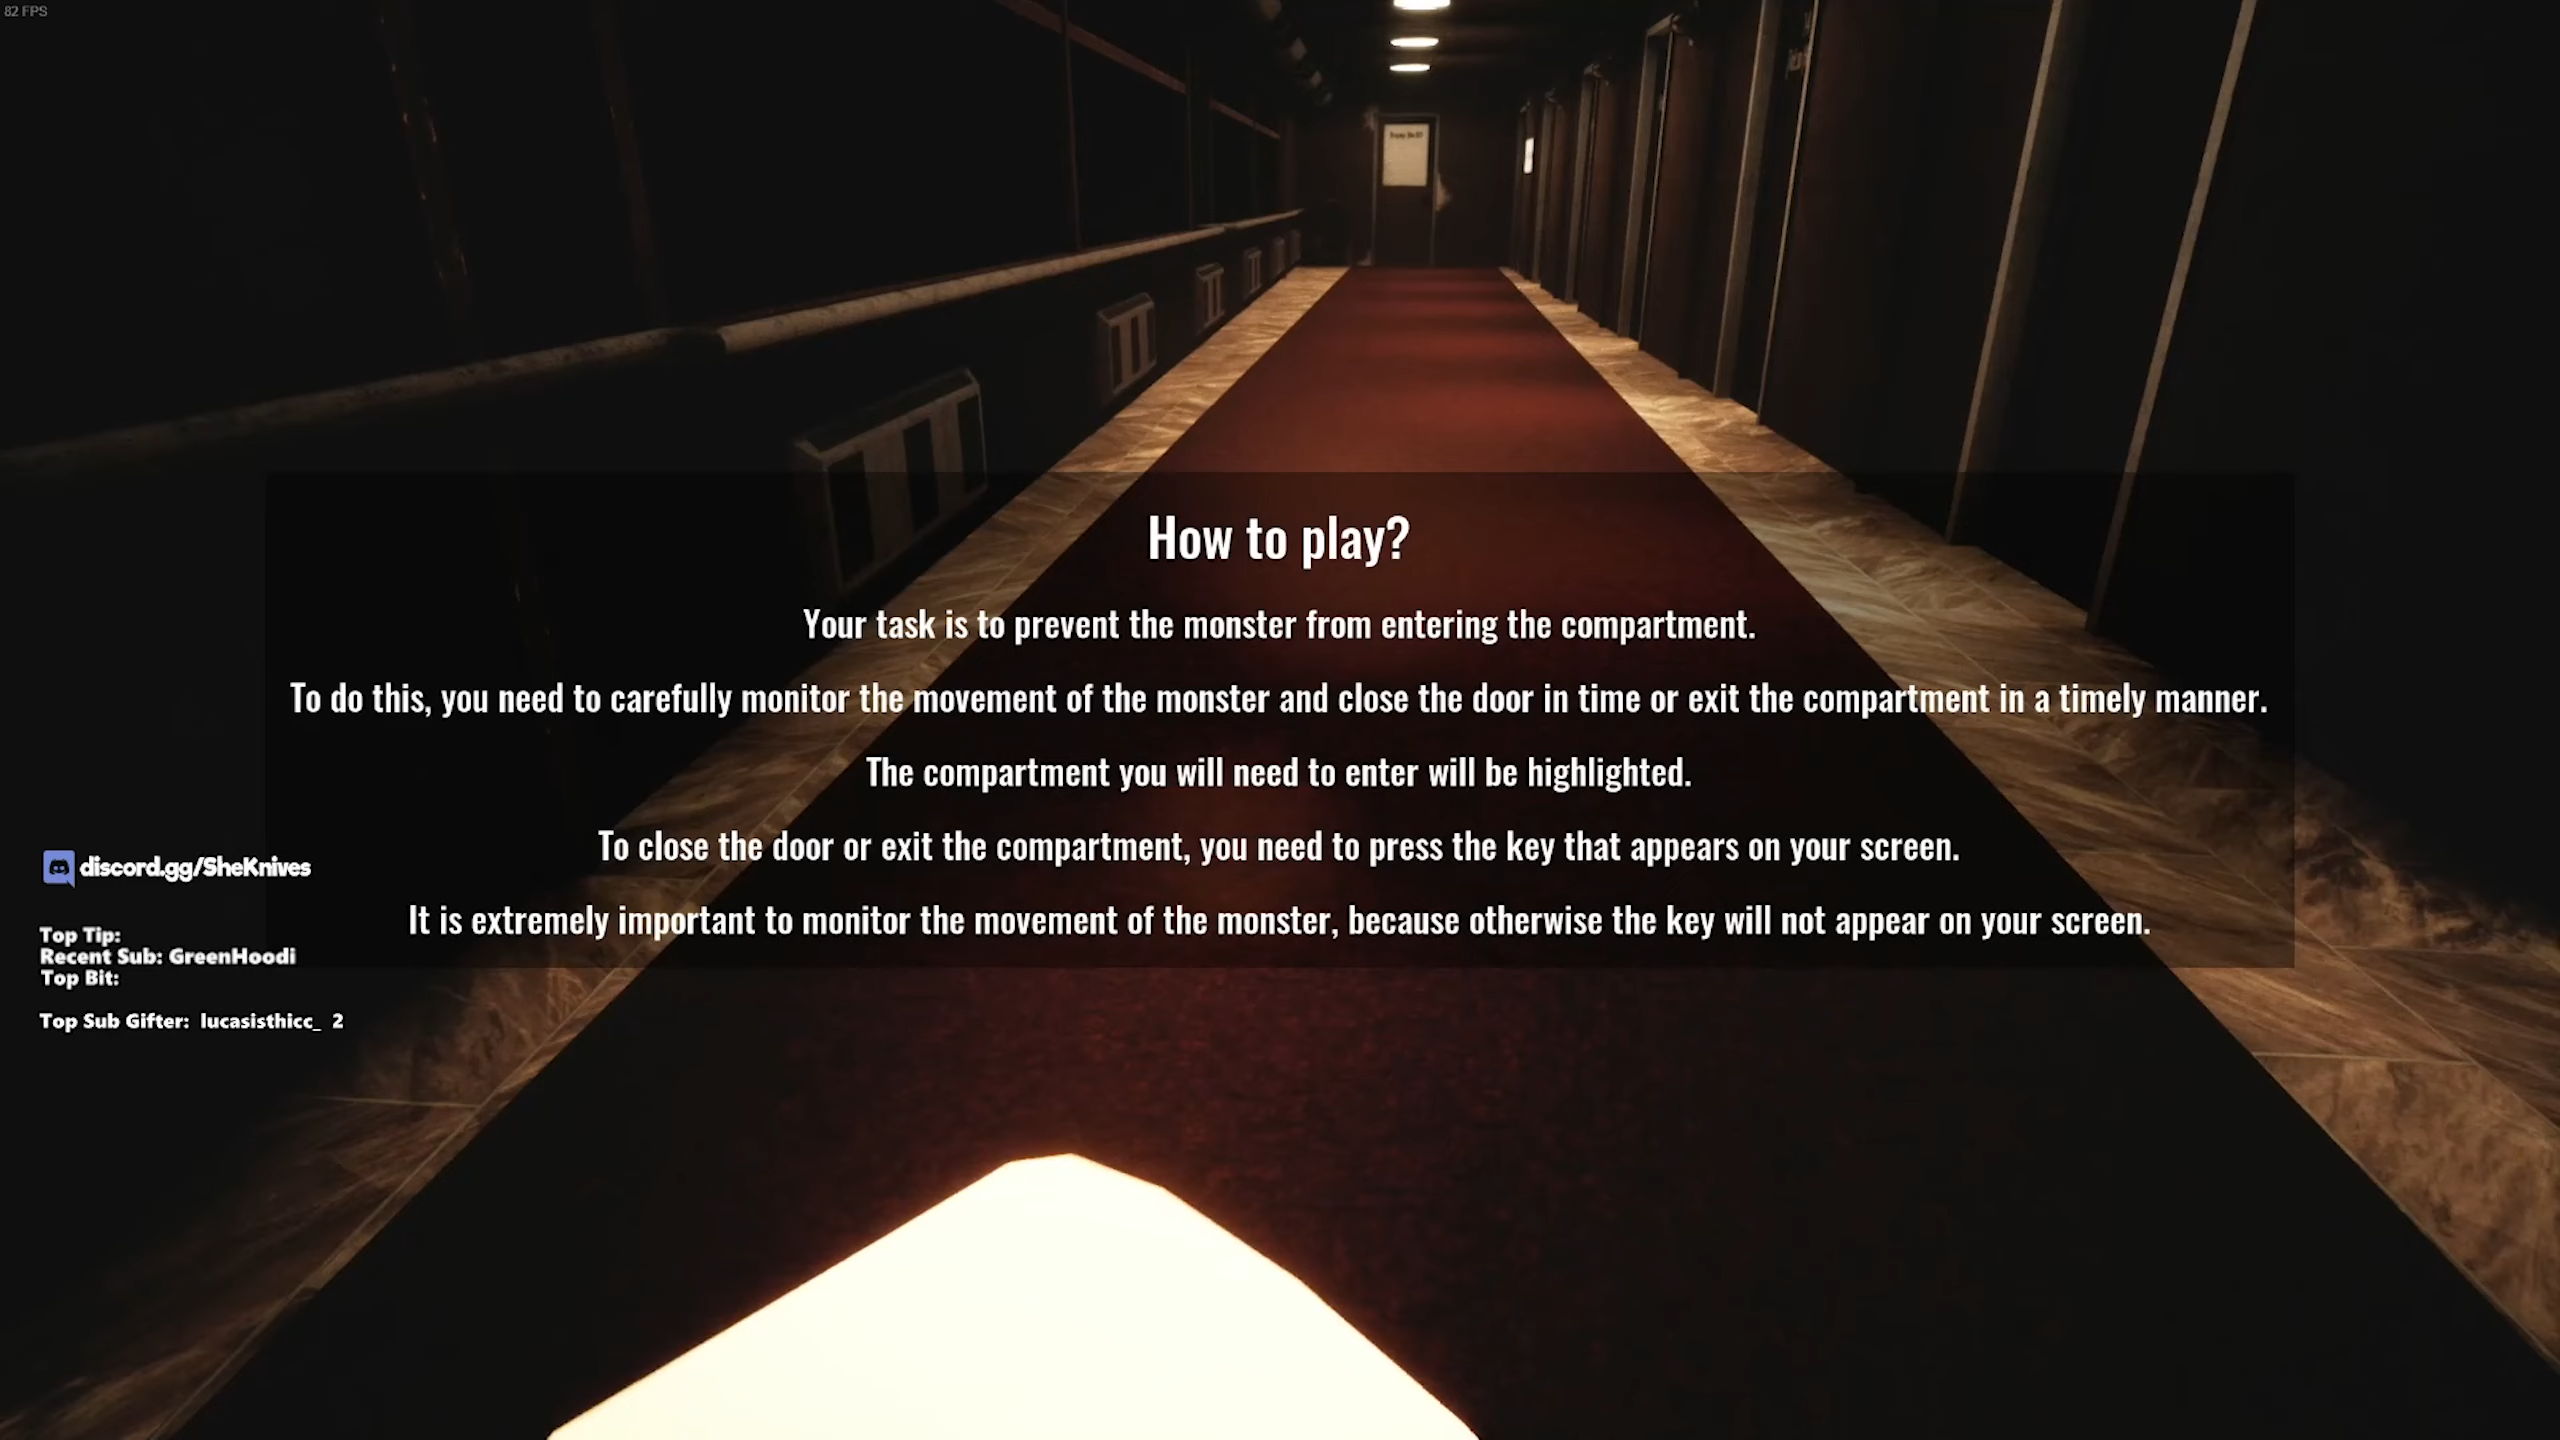 82 FPS
How to play?
Your task is to prevent the monster from entering the compartment.
To do this, you need to carefully monitor the movement of the monster and close the door in time or exit the compartment in a timely manner.
The compartment you will need to enter will be highlighted.
To close the door or exit the compartment, you need to press the key that appears on your screen.
It is extremely important to monitor the movement of the monster, because otherwise the key will not appear on your screen.
discord.gg/SheKnives
Top Tip:
Recent Sub: GreenHoodi
Top Bit:
Top Sub Gifter: lucasisthicc_ 2